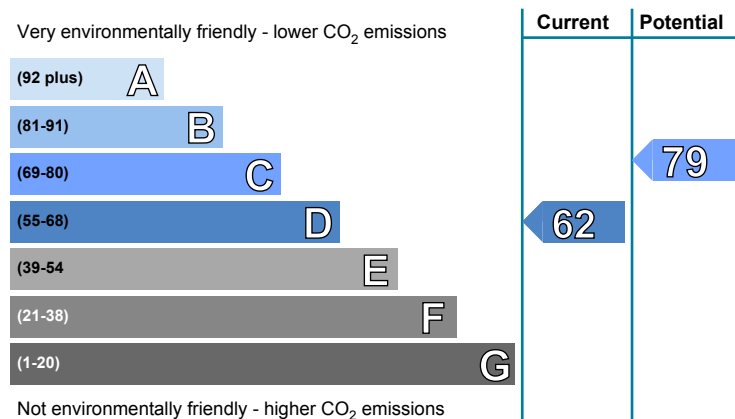 Very environmentally friendly - lower CO₂ emissions
Current
Potential
(92 plus) A
(81-91) B
(69-80) C
(55-68) D
(39-54 E
(21-38) F
(1-20) G
79
62
Not environmentally friendly - higher CO₂ emissions